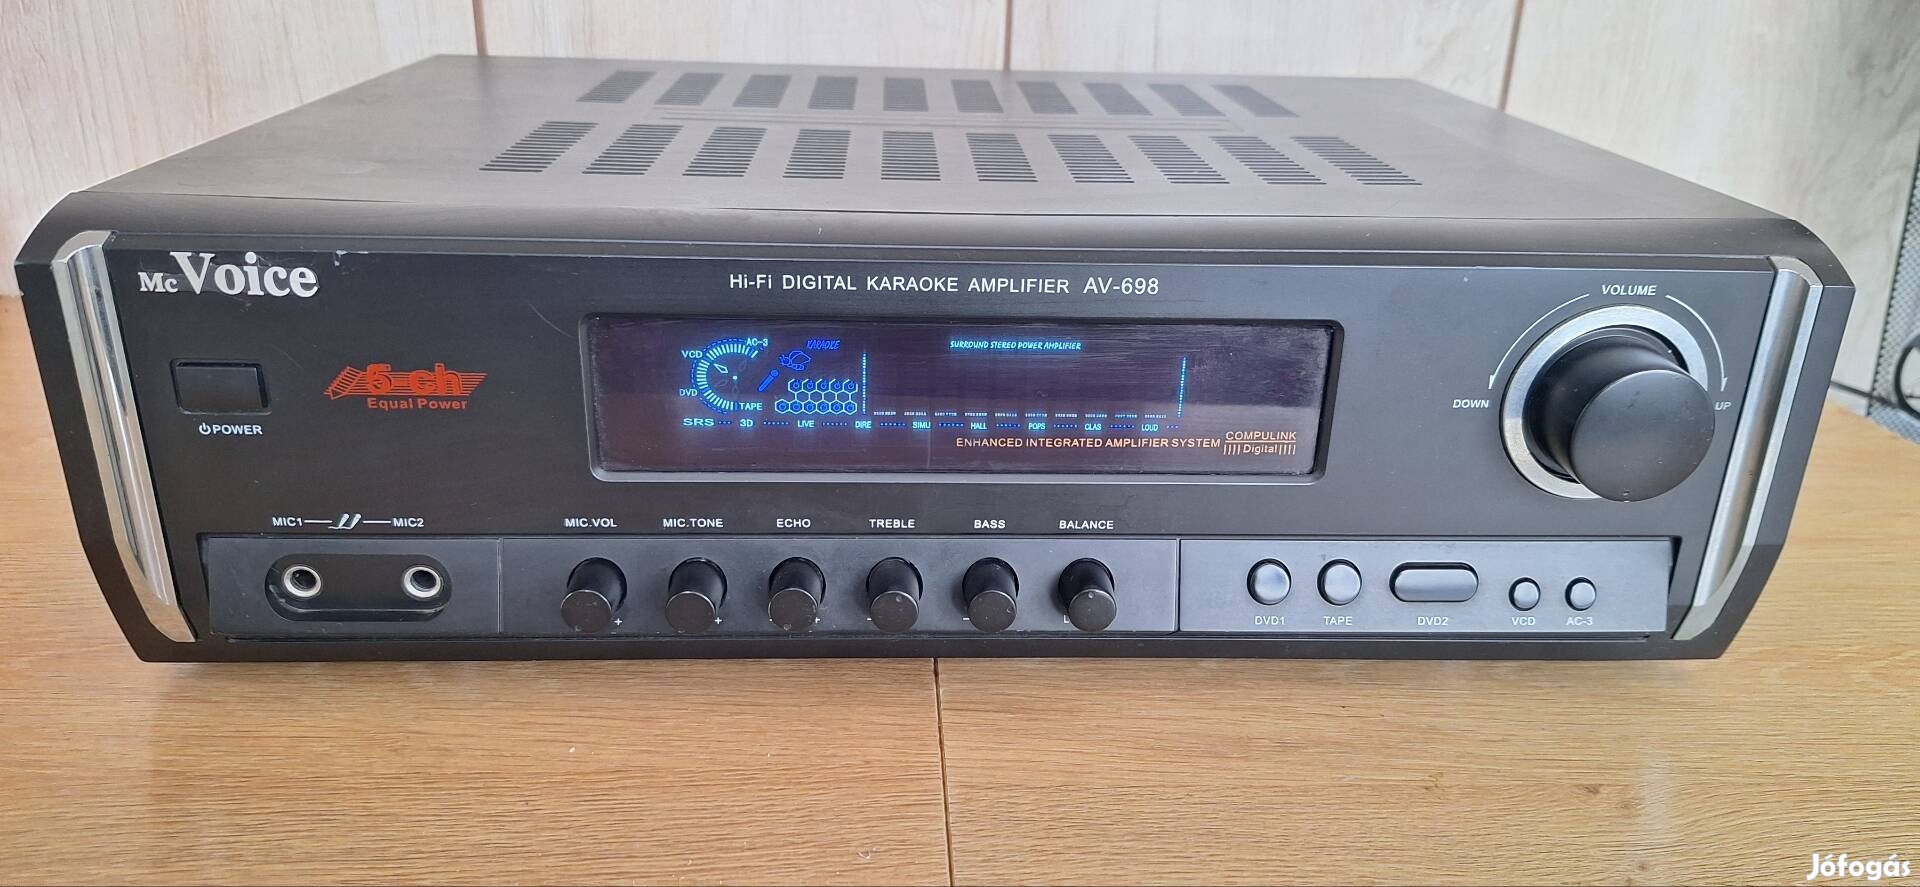 Mc Voice
Hi-Fi DIGITAL KARAOKE AMPLIFIER AV-698
VOLUME
DOWN
UP
5 ch
Equal Power
POWER
VCD
AC-3
KARAOKE
SURROUND STEREO POWER AMPLIFIER
DVD
TAPE
SRS 3D LIVE DIRE SIMU HALL POPS CLAS LOUD
ENHANCED INTEGRATED AMPLIFIER SYSTEM
COMPULINK
Digital
MIC1 MIC2
MIC.VOL MIC.TONE ECHO TREBLE BASS BALANCE
DVD1 TAPE DVD2 VCD AC-3
Jófogás